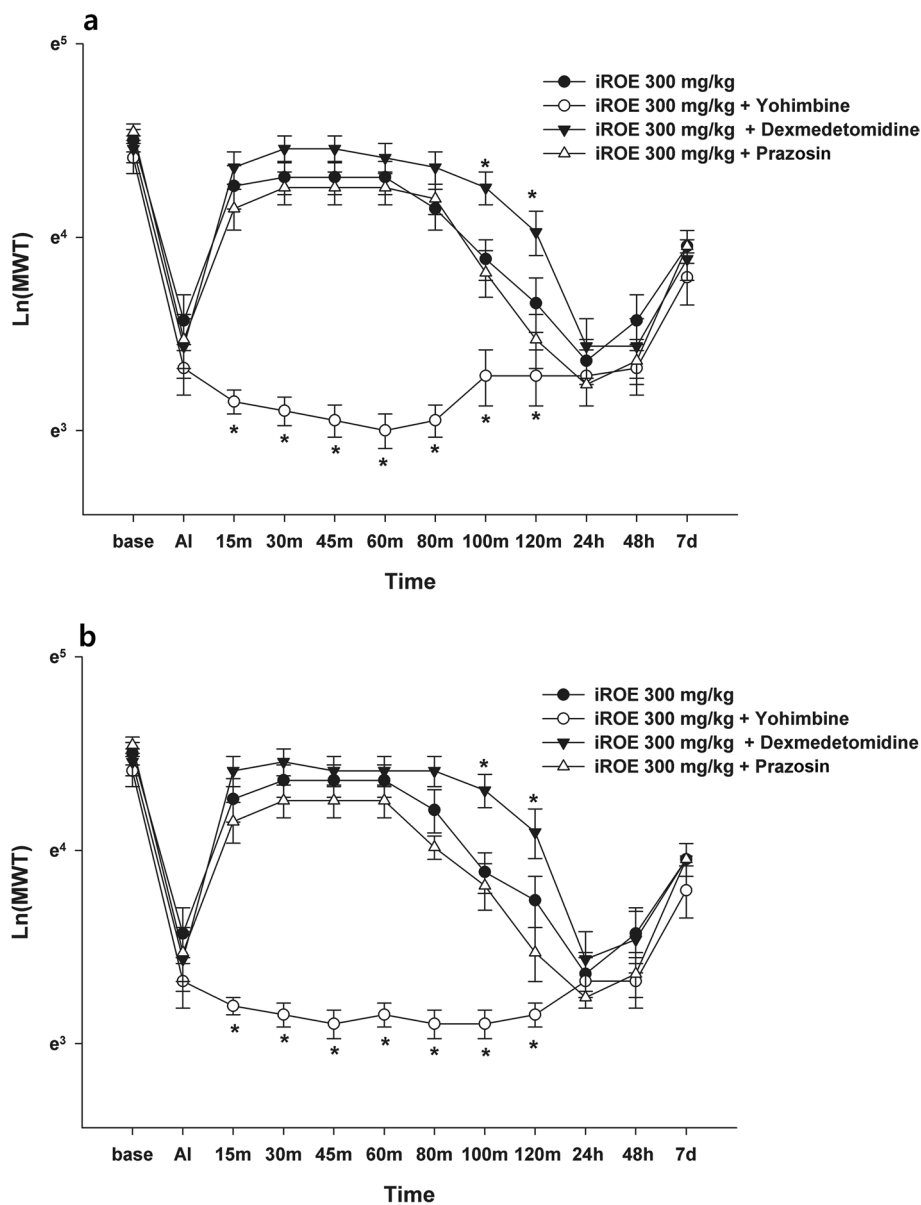 a
e⁵
iROE 300 mg/kg
iROE 300 mg/kg + Yohimbine
iROE 300 mg/kg + Dexmedetomidine
iROE 300 mg/kg + Prazosin
* *
e⁴
Ln(MWT)
e³
* * * * * * *
base AI 15m 30m 45m 60m 80m 100m 120m 24h 48h 7d
Time
b
e⁵
iROE 300 mg/kg
iROE 300 mg/kg + Yohimbine
iROE 300 mg/kg + Dexmedetomidine
iROE 300 mg/kg + Prazosin
* *
e⁴
Ln(MWT)
e³
* * * * * * *
base AI 15m 30m 45m 60m 80m 100m 120m 24h 48h 7d
Time